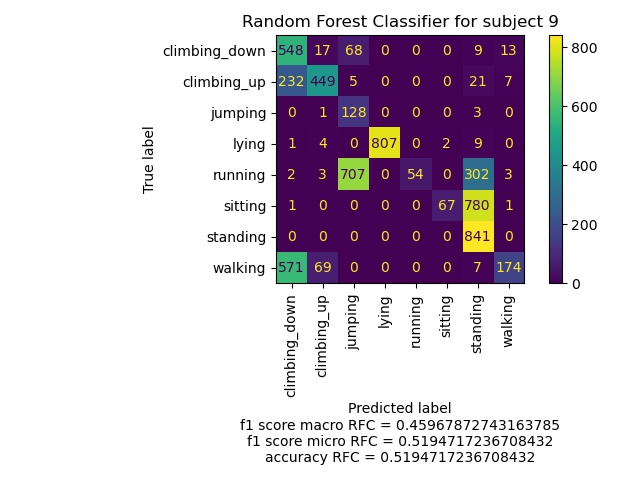 Random Forest Classifier for subject 9
climbing_down 548 17 68 0 0 0 9 13
climbing_up 232 449 5 0 0 0 21 7
jumping 0 1 128 0 0 0 3 0
lying 1 4 0 807 0 2 9 0
running 2 3 707 0 54 0 302 3
sitting 1 0 0 0 0 67 780 1
standing 0 0 0 0 0 0 841 0
walking 571 69 0 0 0 0 7 174
True label
climbing_down climbing_up jumping lying running sitting standing walking
Predicted label
800
600
400
200
0
f1 score macro RFC = 0.45967872743163785
f1 score micro RFC = 0.5194717236708432
accuracy RFC = 0.5194717236708432